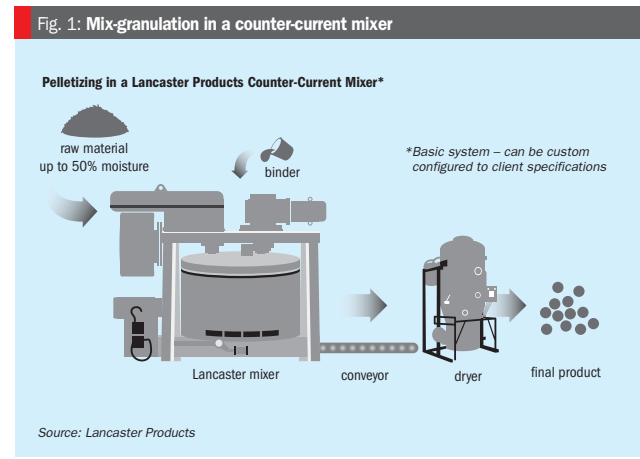 Fig. 1: Mix-granulation in a counter-current mixer
Pelletizing in a Lancaster Products Counter-Current Mixer*
raw material
up to 50% moisture
binder
*Basic system – can be custom
configured to client specifications
Lancaster mixer
conveyor
dryer
final product
Source: Lancaster Products